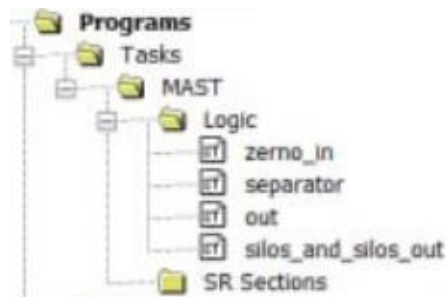 Programs
Tasks
MAST
Logic
zerno_in
separator
out
silos_and_silos_out
SR Sections